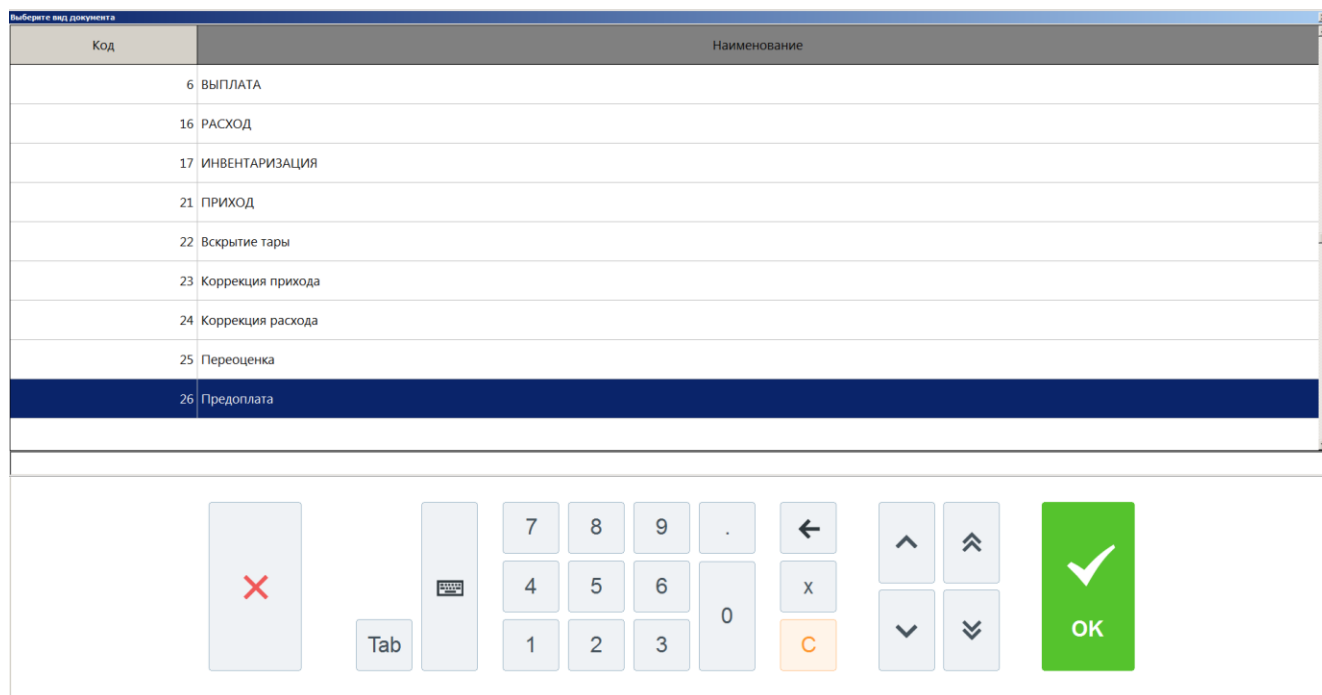 Выберите вид документа
Код Наименование
6 ВЫПЛАТА
16 РАСХОД
17 ИНВЕНТАРИЗАЦИЯ
21 ПРИХОД
22 Вскрытие тары
23 Коррекция прихода
24 Коррекция расхода
25 Переоценка
26 Предоплата
7 8 9 .
4 5 6 x
0
Tab 1 2 3 C
OK